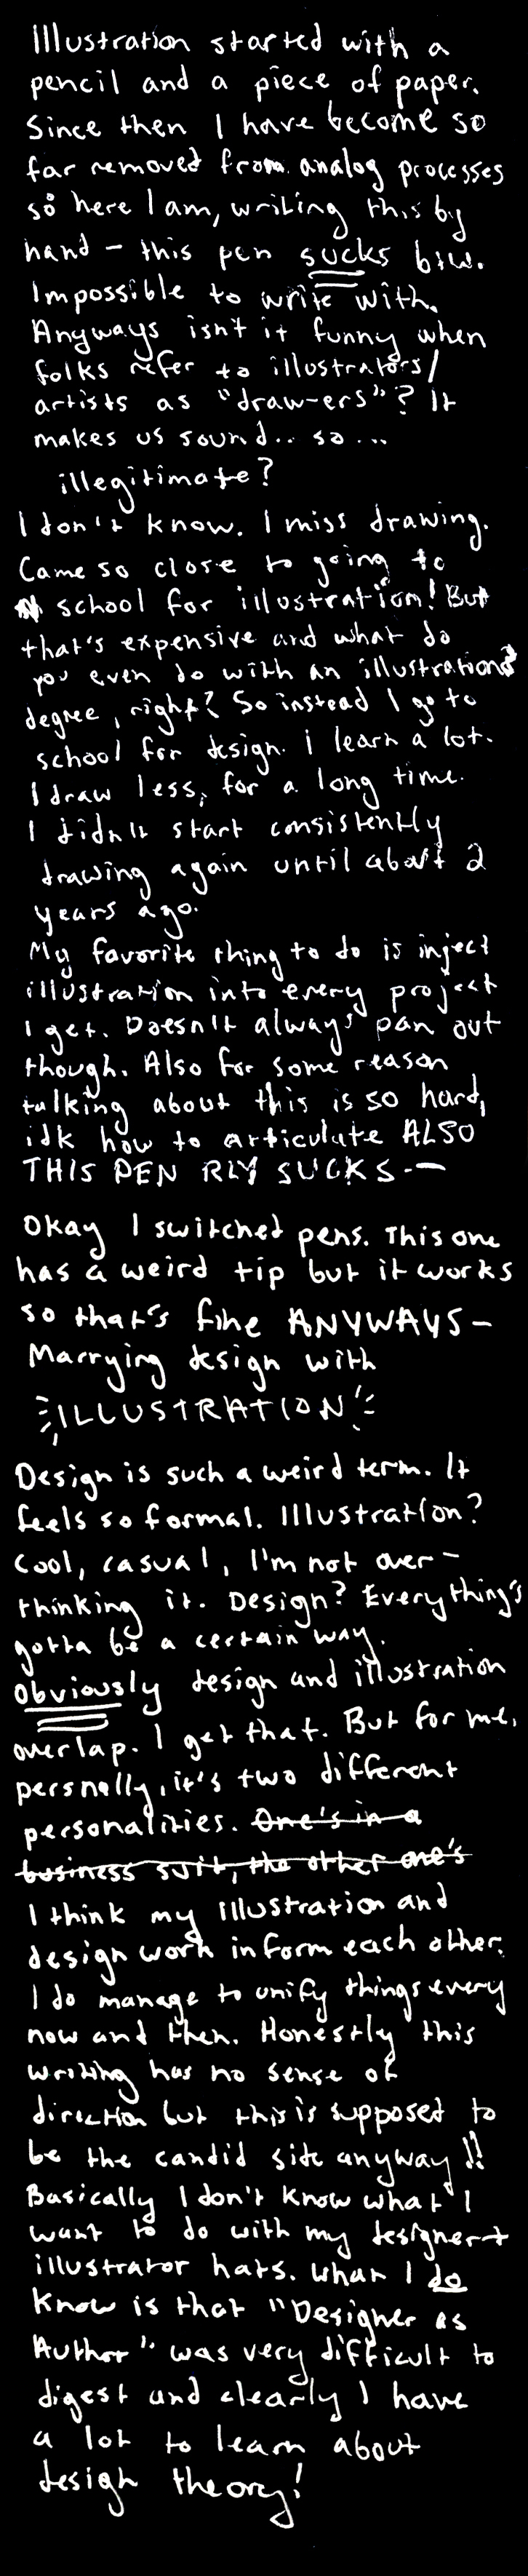 Illustration started with a
pencil and a piece of paper.
Since then I have become so
far removed from analog processes
so here I am, writing this by
hand - this pen sucks btw.
Impossible to write with.
Anyways isn't it funny when
folks refer to illustrators/
artists as "draw-ers"? It
makes us sound.. so...
illegitimate?
I don't know. I miss drawing.
Came so close to going to
school for illustration! But
that's expensive and what do
you even do with an illustration
degree, right? So instead I go to
school for design. I learn a lot.
I draw less, for a long time.
I didn't start consistently
drawing again until about 2
years ago.
My favorite thing to do is inject
illustration into every project
I get. Doesn't always pan out
though. Also for some reason
talking about this is so hard,
idk how to articulate ALSO
THIS PEN RLY SUCKS.—
Okay I switched pens. This one
has a weird tip but it works
so that's fine ANYWAYS—
Marrying design with
ILLUSTRATION
Design is such a weird term. It
feels so formal. Illustration?
Cool, casual, I'm not over-
thinking it. Design? Everything's
gotta be a certain way.
Obviously design and illustration
overlap. I get that. But for me,
persnally, it's two different
personalities. One's in a
business suit, the other one's
I think my illustration and
design work inform each other.
I do manage to unify things every
now and then. Honestly this
writing has no sense of
direction but this is supposed to
be the candid side anyway!!
Basically I don't know what I
want to do with my designer +
illustrator hats. What I do
know is that "Designer as
Author" was very difficult to
digest and clearly I have
a lot to learn about
design theory!